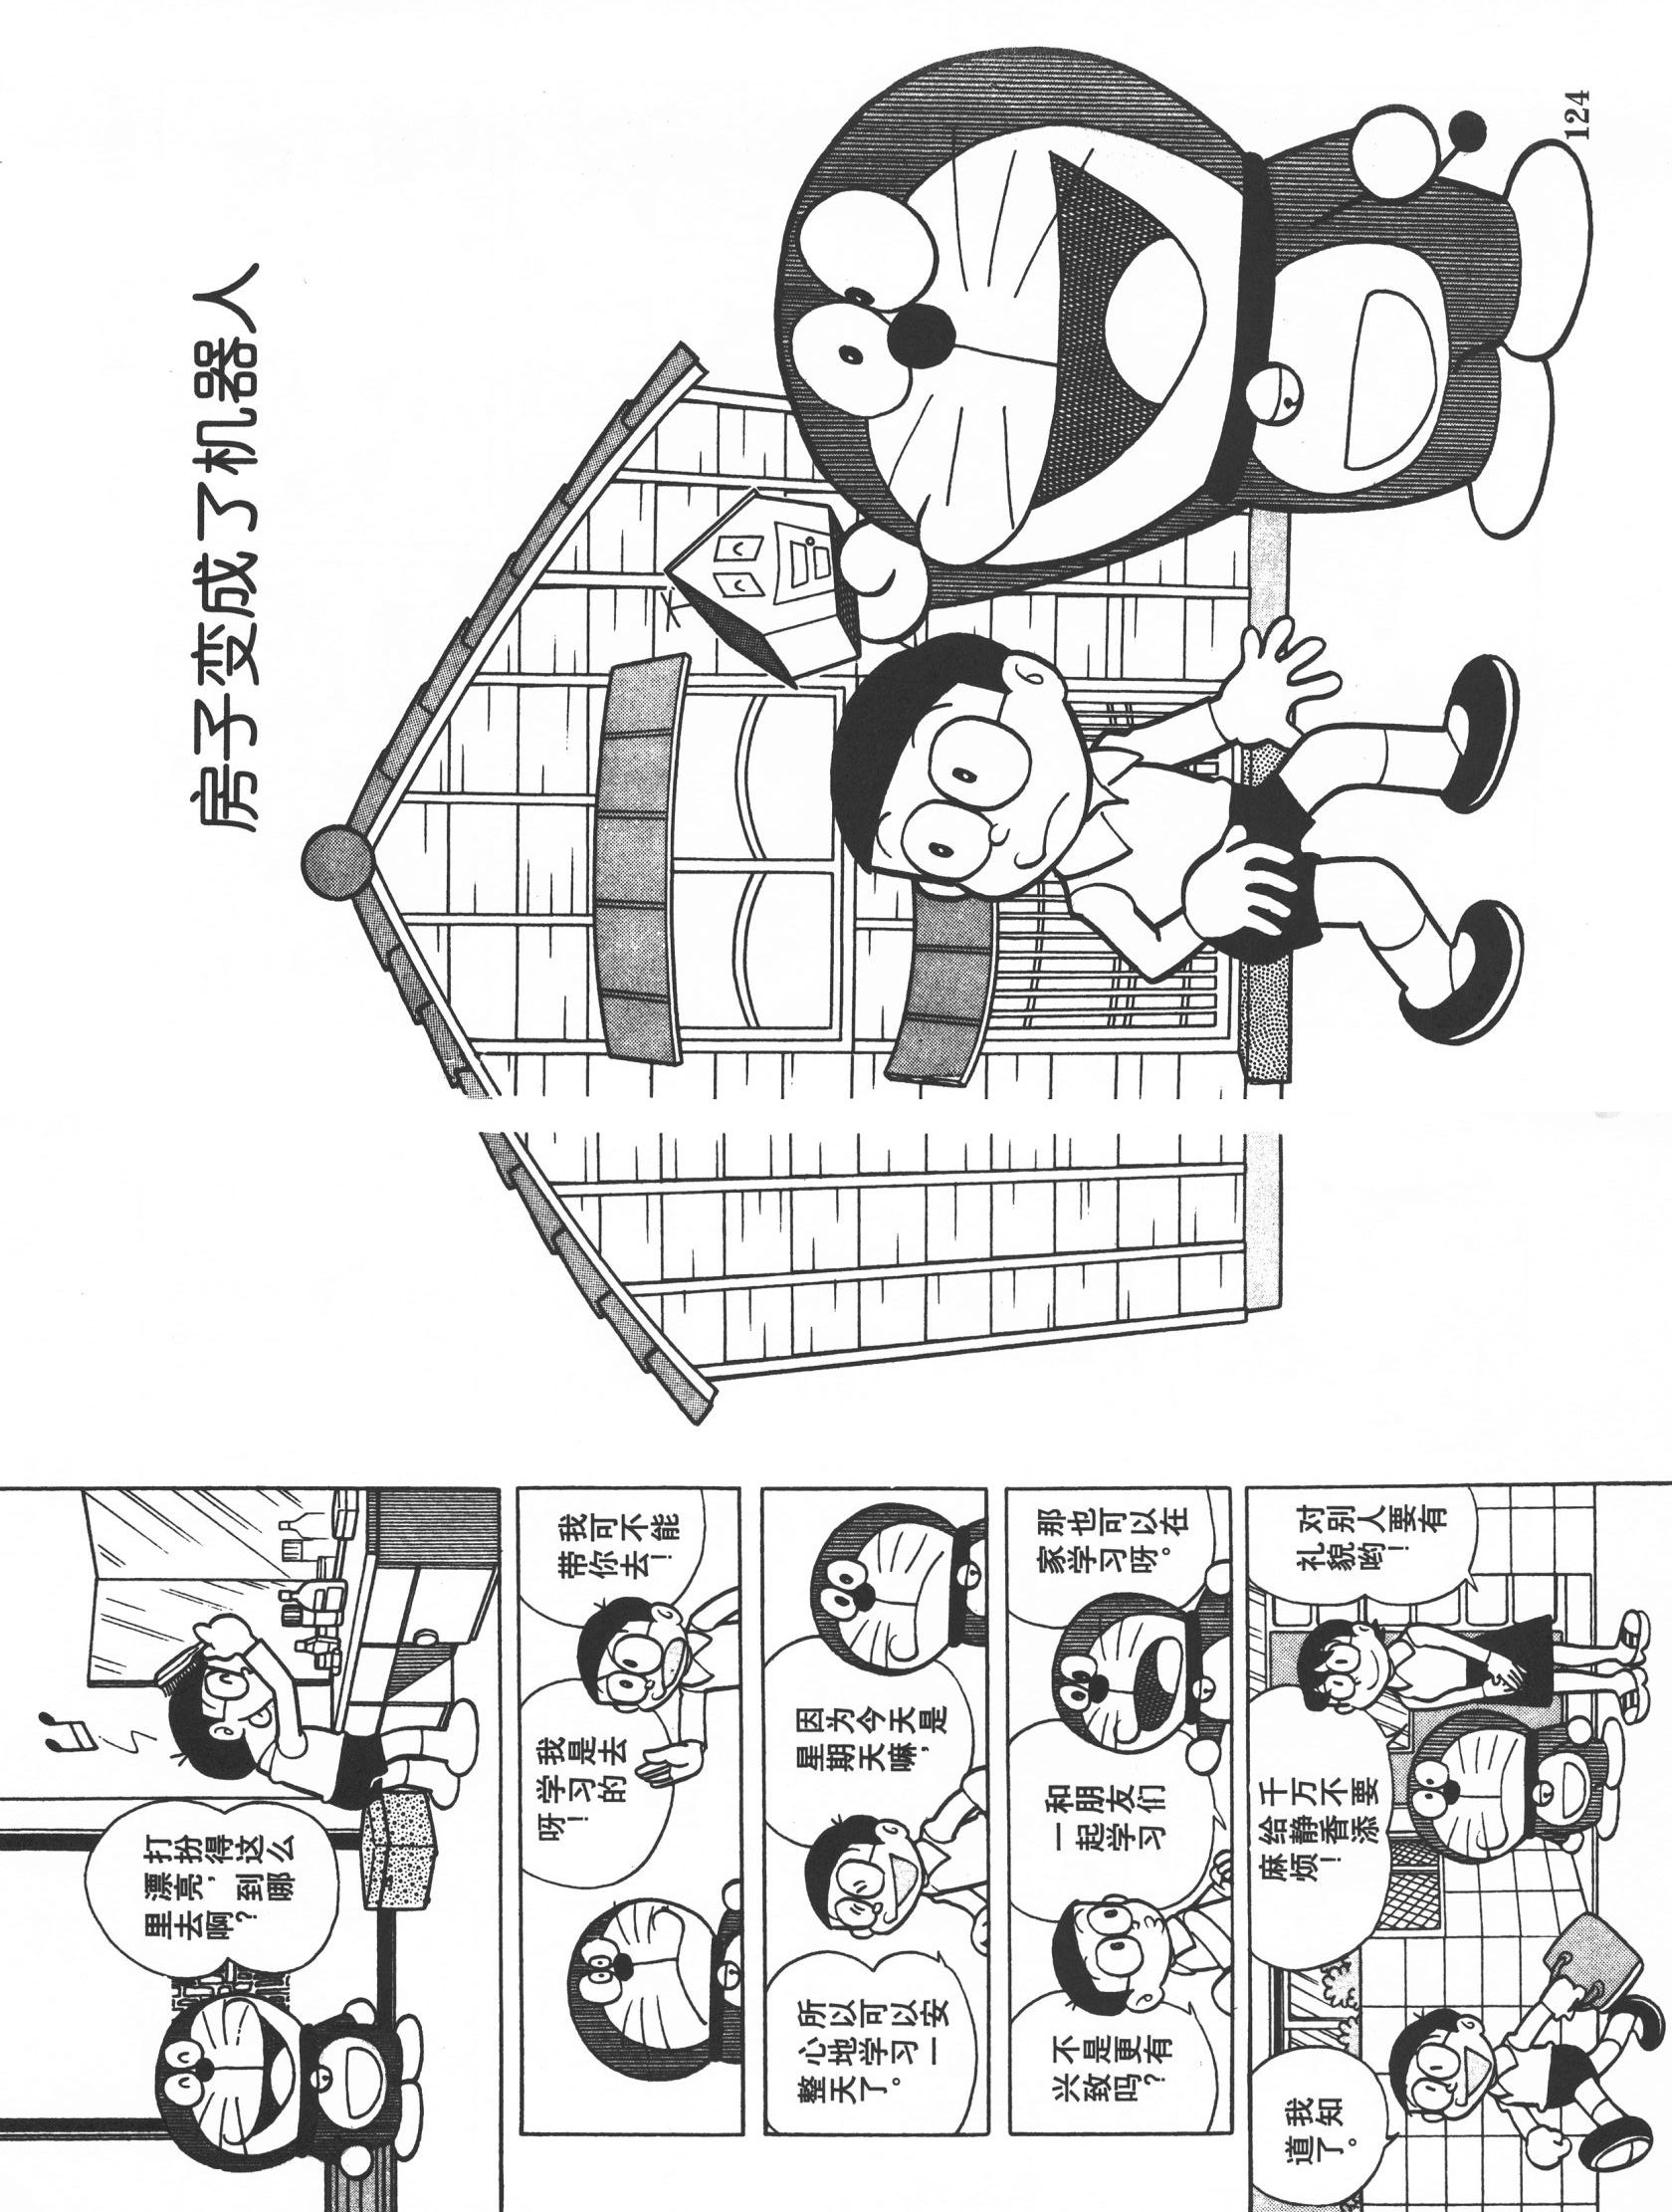 房子变成了机器人
124
打扮得这么
漂亮，到哪
里去啊？
我可不能
带你去！
我是去
学习的
呀！
因为今天是
星期天嘛，
所以可以安
心地学习一
整天了。
那也可以在
家学习呀。
和朋友们
一起学习
不是更有
兴致吗？
对别人要有
礼貌哟！
千万不要
给静香添
麻烦！
我知
道了。